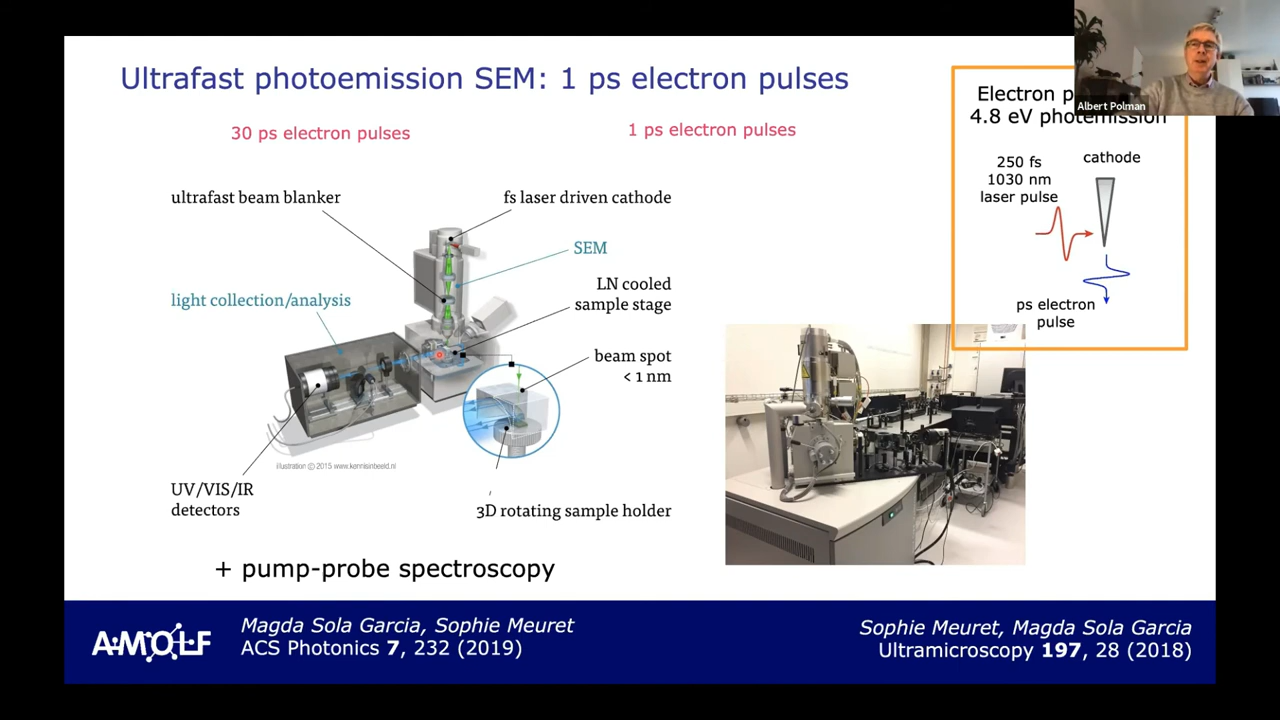 Ultrafast photoemission SEM: 1 ps electron pulses
30 ps electron pulses
1 ps electron pulses
ultrafast beam blanker
fs laser driven cathode
SEM
LN cooled
sample stage
light collection/analysis
beam spot
< 1 nm
illustration © 2015 www.kennisinbeeld.nl
UV/VIS/IR
detectors
3D rotating sample holder
+ pump-probe spectroscopy
Electron
4.8 eV photemission
250 fs
1030 nm
laser pulse
cathode
ps electron
pulse
Albert Polman
AMOLF
Magda Sola Garcia, Sophie Meuret
ACS Photonics 7, 232 (2019)
Sophie Meuret, Magda Sola Garcia
Ultramicroscopy 197, 28 (2018)